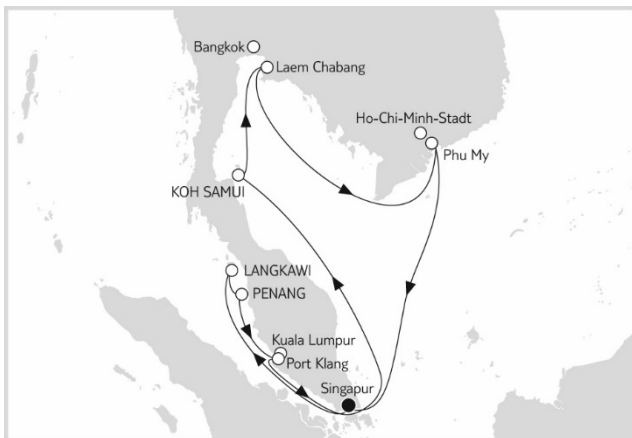 Bangkok
Laem Chabang
Ho-Chi-Minh-Stadt
Phu My
KOH SAMUI
LANGKAWI
PENANG
Kuala Lumpur
Port Klang
Singapur